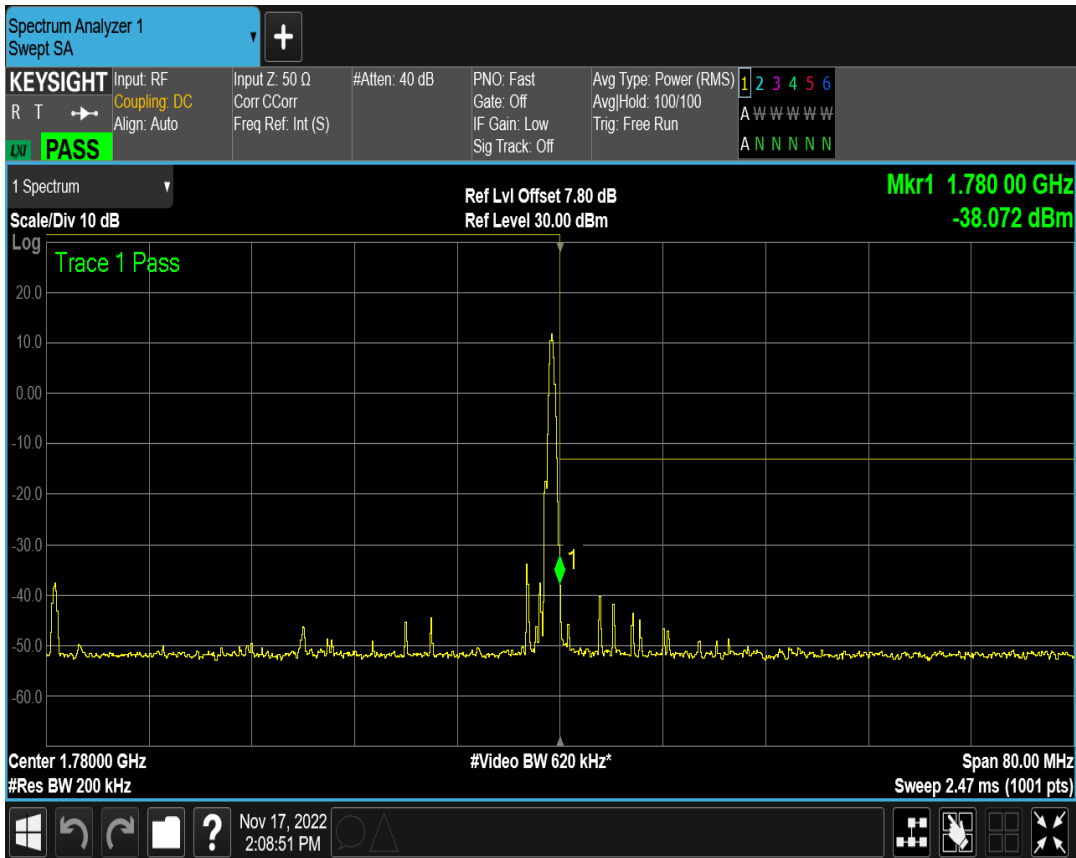 Spectrum Analyzer 1
Swept SA
+
KEYSIGHT
R T
LXI PASS
Input: RF
Coupling: DC
Align: Auto
Input Z: 50 Ω
Corr CCorr
Freq Ref: Int (S)
#Atten: 40 dB
PNO: Fast
Gate: Off
IF Gain: Low
Sig Track: Off
Avg Type: Power (RMS)
Avg|Hold: 100/100
Trig: Free Run
1 2 3 4 5 6
A W W W W W
A N N N N N
1 Spectrum
Scale/Div 10 dB
Ref Lvl Offset 7.80 dB
Ref Level 30.00 dBm
Mkr1 1.780 00 GHz
-38.072 dBm
Log
Trace 1 Pass
20.0
10.0
0.00
-10.0
-20.0
-30.0
1
-40.0
-50.0
-60.0
Center 1.78000 GHz
#Res BW 200 kHz
#Video BW 620 kHz*
Span 80.00 MHz
Sweep 2.47 ms (1001 pts)
?
Nov 17, 2022
2:08:51 PM